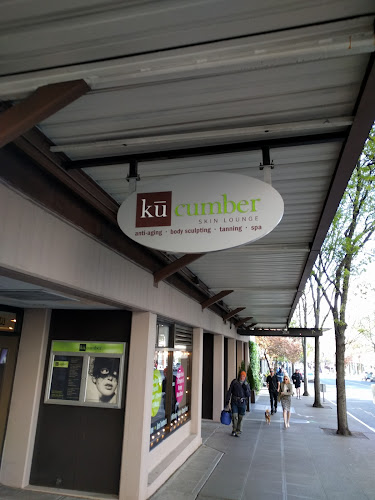 kū cumber
SKIN LOUNGE
anti-aging · body sculpting · tanning · spa